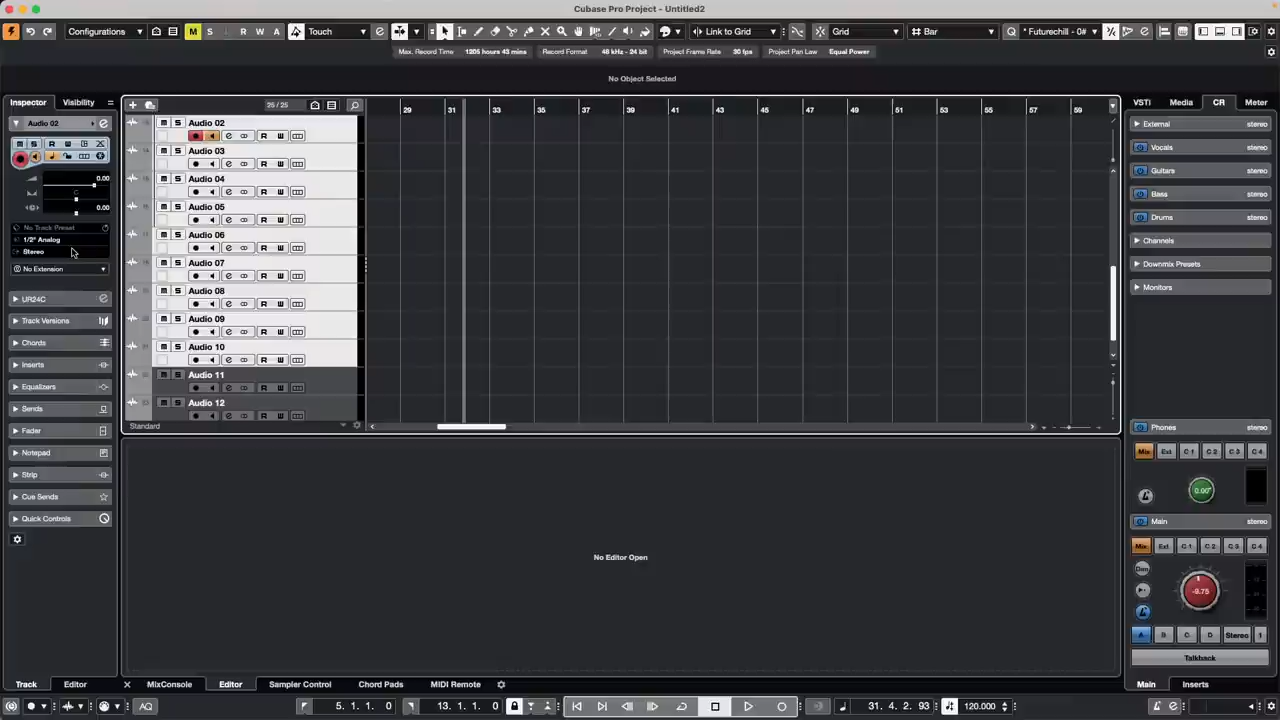 Cubase Pro Project - Untitled2
Configurations
M S L R W A
Touch
Link to Grid
Grid
Bar
Q
* Futurechill - 0#
Max. Record Time 1205 hours 43 mins
Record Format 48 kHz - 24 bit
Project Frame Rate 30 fps
Project Pan Law Equal Power
No Object Selected
Inspector
Visibility
Audio 02
M S R W
0.00
C
0.00
No Track Preset
1/2" Analog
Stereo
No Extension
UR24C
Track Versions
Chords
Inserts
Equalizers
Sends
Fader
Notepad
Strip
Cue Sends
Quick Controls
25 / 25
M S Audio 02
R W
M S Audio 03
R W
M S Audio 04
R W
M S Audio 05
R W
M S Audio 06
R W
M S Audio 07
R W
M S Audio 08
R W
M S Audio 09
R W
M S Audio 10
R W
M S Audio 11
R W
M S Audio 12
R W
Standard
29 31 33 35 37 39 41 43 45 47 49 51 53 55 57 59
No Editor Open
VSTi
Media
CR
Meter
External stereo
Vocals stereo
Guitars stereo
Bass stereo
Drums stereo
Channels
Downmix Presets
Monitors
Phones stereo
Mix Ext C 1 C 2 C 3 C 4
0.00
Main stereo
Mix Ext C 1 C 2 C 3 C 4
Dim
-9.75
A B C D Stereo 1
Talkback
Track
Editor
MixConsole
Editor
Sampler Control
Chord Pads
MIDI Remote
Main
Inserts
AQ
5. 1. 1. 0
13. 1. 1. 0
31. 4. 2. 93
120.000